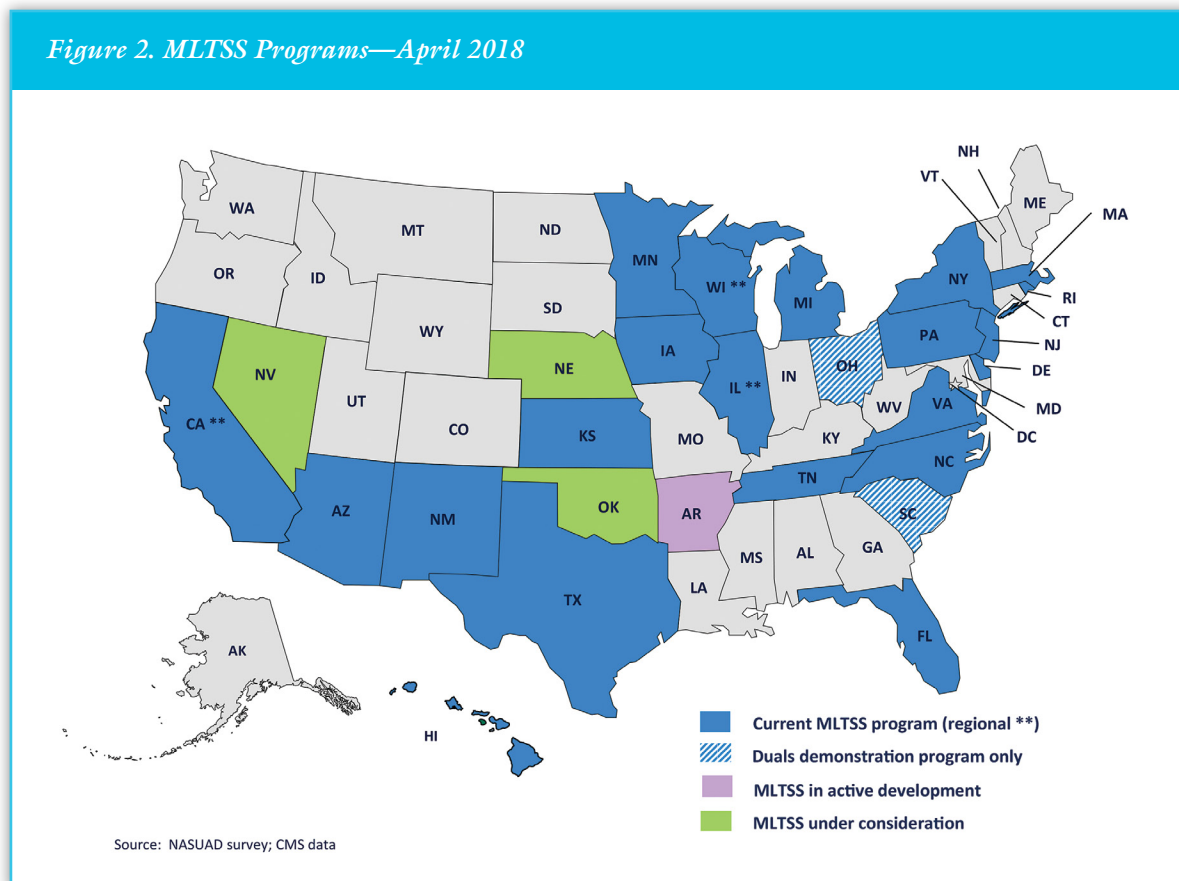 Figure 2. MLTSS Programs—April 2018
NH
VT
WA
ME
MT
ND
MA
OR
ID
MN
NY
SD
WI **
MI
RI
WY
CT
PA
NJ
IA
NE
OH
DE
NV
IN
IL **
UT
WV
VA
MD
CA **
CO
KS
MO
KY
DC
NC
TN
AZ
NM
OK
AR
SC
GA
MS
AL
LA
TX
FL
AK
HI
Current MLTSS program (regional **)
Duals demonstration program only
MLTSS in active development
MLTSS under consideration
Source: NASUAD survey; CMS data